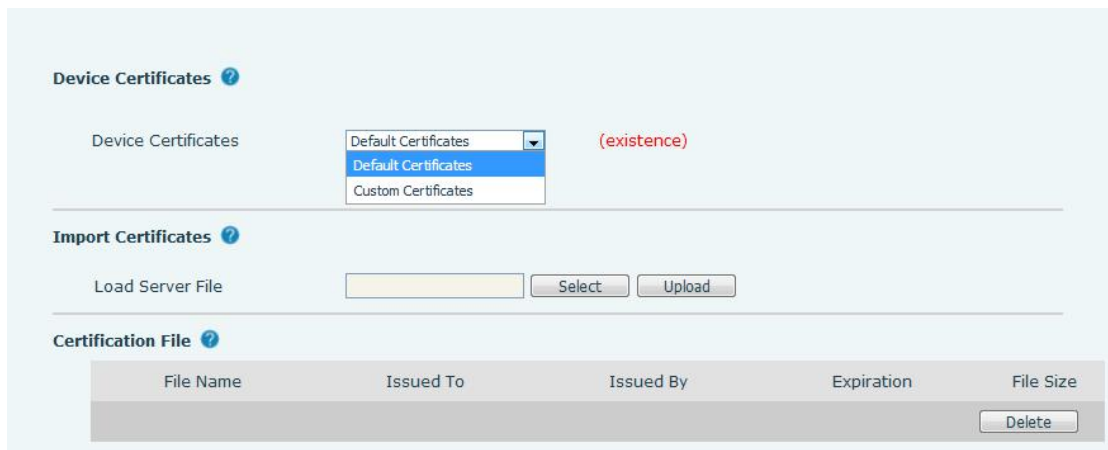 Device Certificates ?
Device Certificates Default Certificates (existence)
Default Certificates
Custom Certificates
Import Certificates ?
Load Server File Select Upload
Certification File ?
File Name Issued To Issued By Expiration File Size
Delete